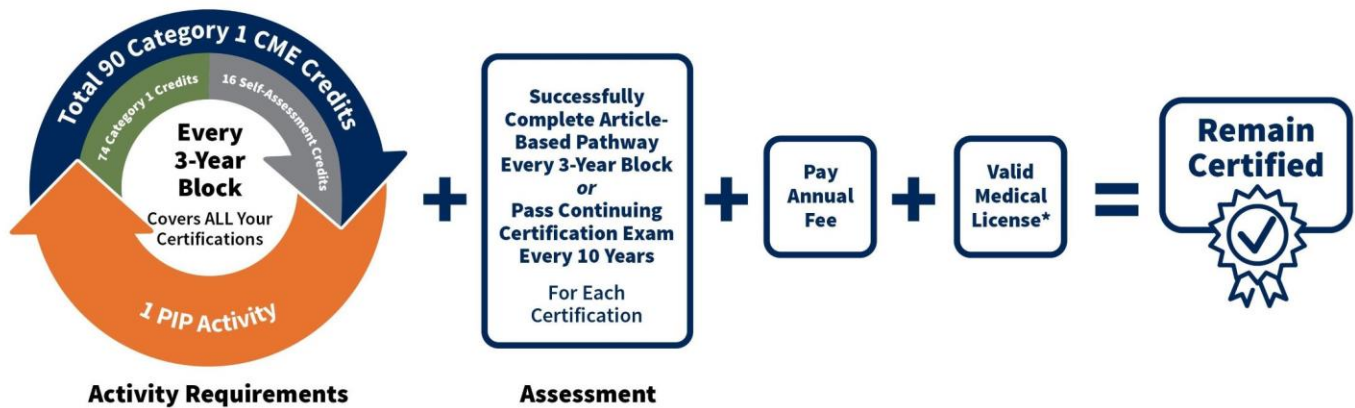 Total 90 Category 1 CME Credits
74 Category 1 Credits
16 Self-Assessment Credits
Every
3-Year
Block
Covers ALL Your
Certifications
1 PIP Activity
Activity Requirements
+
Successfully
Complete Article-
Based Pathway
Every 3-Year Block
or
Pass Continuing
Certification Exam
Every 10 Years
For Each
Certification
Assessment
+
Pay
Annual
Fee
+
Valid
Medical
License*
=
Remain
Certified